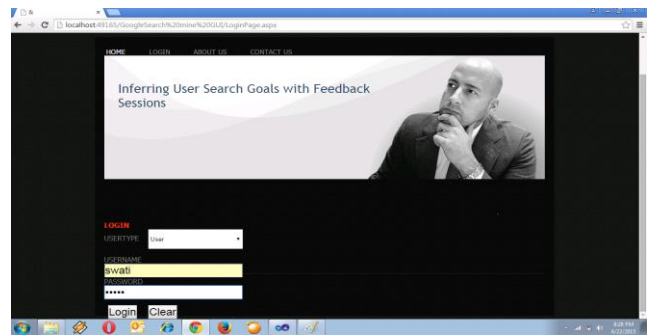 localhost:49165/GoogleSearch%20mine%20GUI/LoginPage.aspx
HOME LOGIN ABOUT US CONTACT US
Inferring User Search Goals with Feedback
Sessions
LOGIN
USERTYPE User
USERNAME
swati
PASSWORD
•••••
Login Clear